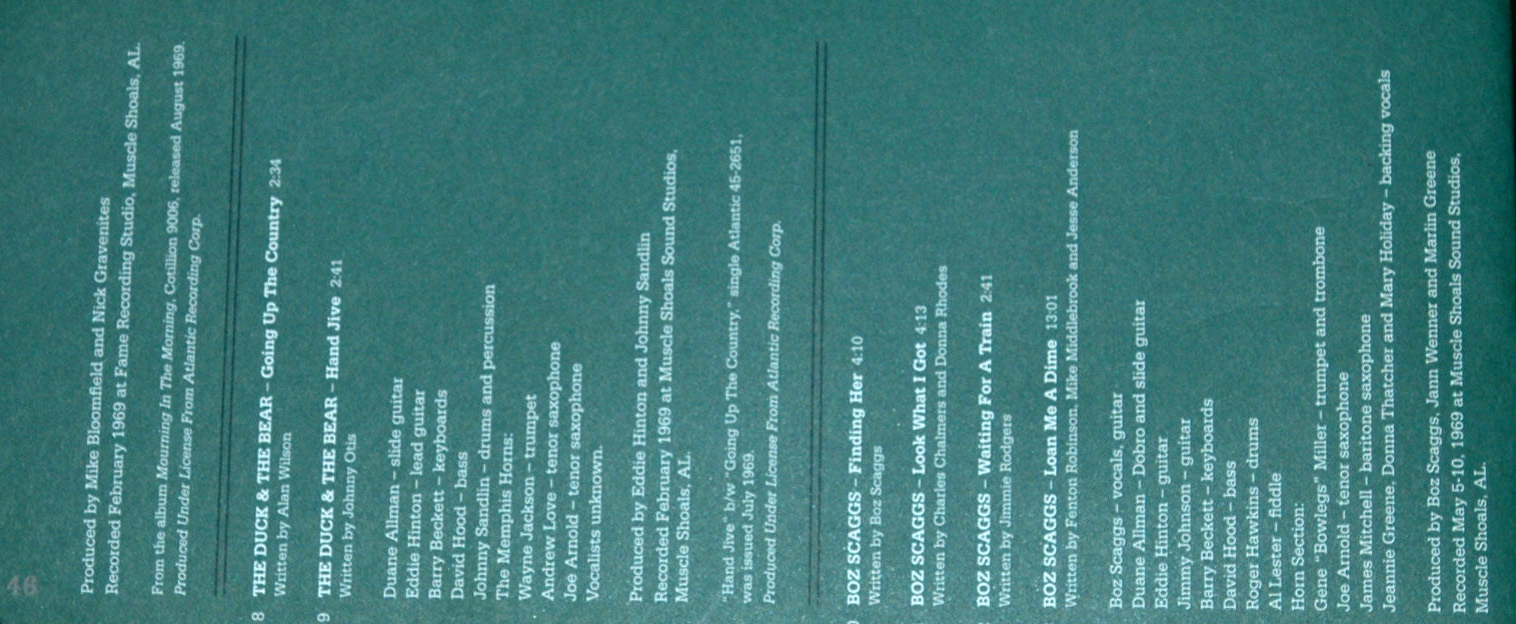 46
Produced by Mike Bloomfield and Nick Gravenites
Recorded February 1969 at Fame Recording Studio, Muscle Shoals, AL.
From the album Mourning In The Morning, Cotillion 9006, released August 1969.
Produced Under License From Atlantic Recording Corp.
8 THE DUCK & THE BEAR – Going Up The Country 2:34
Written by Alan Wilson
9 THE DUCK & THE BEAR – Hand Jive 2:41
Written by Johnny Otis
Duane Allman – slide guitar
Eddie Hinton – lead guitar
Barry Beckett – keyboards
David Hood – bass
Johnny Sandlin – drums and percussion
The Memphis Horns:
Wayne Jackson – trumpet
Andrew Love – tenor saxophone
Joe Arnold – tenor saxophone
Vocalists unknown.
Produced by Eddie Hinton and Johnny Sandlin
Recorded February 1969 at Muscle Shoals Sound Studios,
Muscle Shoals, AL.
"Hand Jive" b/w "Going Up The Country," single Atlantic 45-2651,
was issued July 1969.
Produced Under License From Atlantic Recording Corp.
BOZ SCAGGS – Finding Her 4:10
Written by Boz Scaggs
BOZ SCAGGS – Look What I Got 4:13
Written by Charles Chalmers and Donna Rhodes
BOZ SCAGGS – Waiting For A Train 2:41
Written by Jimmie Rodgers
BOZ SCAGGS – Loan Me A Dime 13:01
Written by Fenton Robinson, Mike Middlebrook and Jesse Anderson
Boz Scaggs – vocals, guitar
Duane Allman – Dobro and slide guitar
Eddie Hinton – guitar
Jimmy Johnson – guitar
Barry Beckett – keyboards
David Hood – bass
Roger Hawkins – drums
Al Lester – fiddle
Horn Section:
Gene "Bowlegs" Miller – trumpet and trombone
Joe Arnold – tenor saxophone
James Mitchell – baritone saxophone
Jeannie Greene, Donna Thatcher and Mary Holiday – backing vocals
Produced by Boz Scaggs, Jann Wenner and Marlin Greene
Recorded May 5-10, 1969 at Muscle Shoals Sound Studios,
Muscle Shoals, AL.